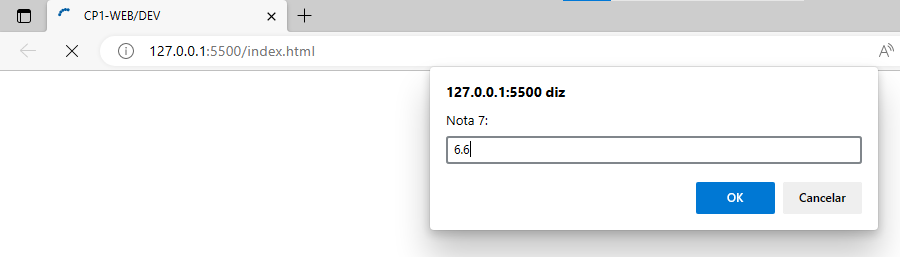 CP1-WEB/DEV
127.0.0.1:5500/index.html
A
127.0.0.1:5500 diz
Nota 7:
6.6
OK
Cancelar